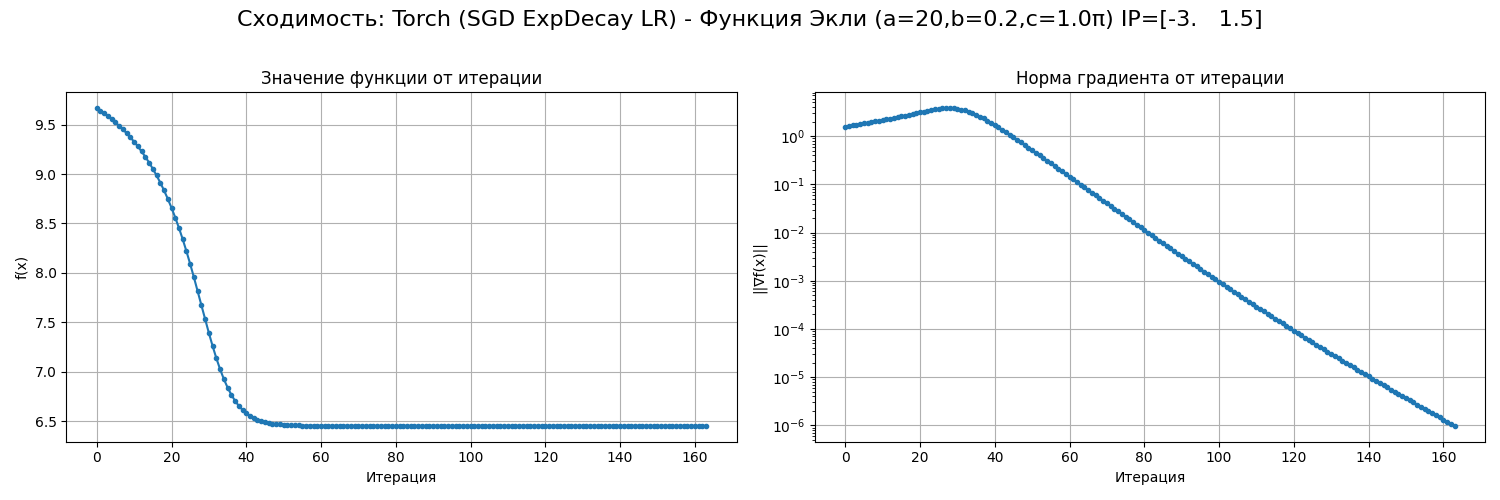 Сходимость: Torch (SGD ExpDecay LR) - Функция Экли (a=20,b=0.2,c=1.0π) IP=[-3.   1.5]
Значение функции от итерации
f(x)
9.5
9.0
8.5
8.0
7.5
7.0
6.5
0 20 40 60 80 100 120 140 160
Итерация
Норма градиента от итерации
||∇f(x)||
10⁰
10⁻¹
10⁻²
10⁻³
10⁻⁴
10⁻⁵
10⁻⁶
0 20 40 60 80 100 120 140 160
Итерация